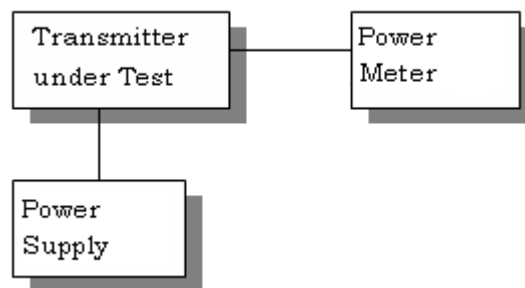 Transmitter
under Test
Power
Meter
Power
Supply